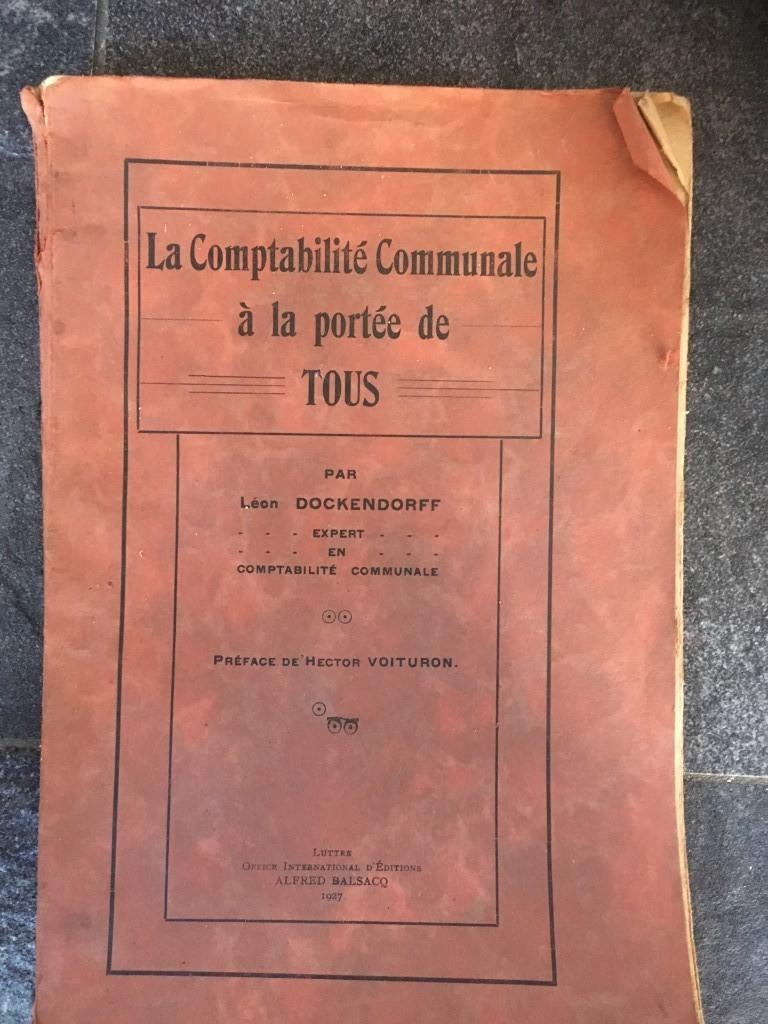 La Comptabilité Communale
à la portée de
TOUS
PAR
Léon DOCKENDORFF
- - - EXPERT - - -
- - - EN - - -
COMPTABILITÉ COMMUNALE
PRÉFACE DE HECTOR VOITURON.
LUTTRE
OFFICE INTERNATIONAL D'ÉDITIONS
ALFRED BALSACQ
1927